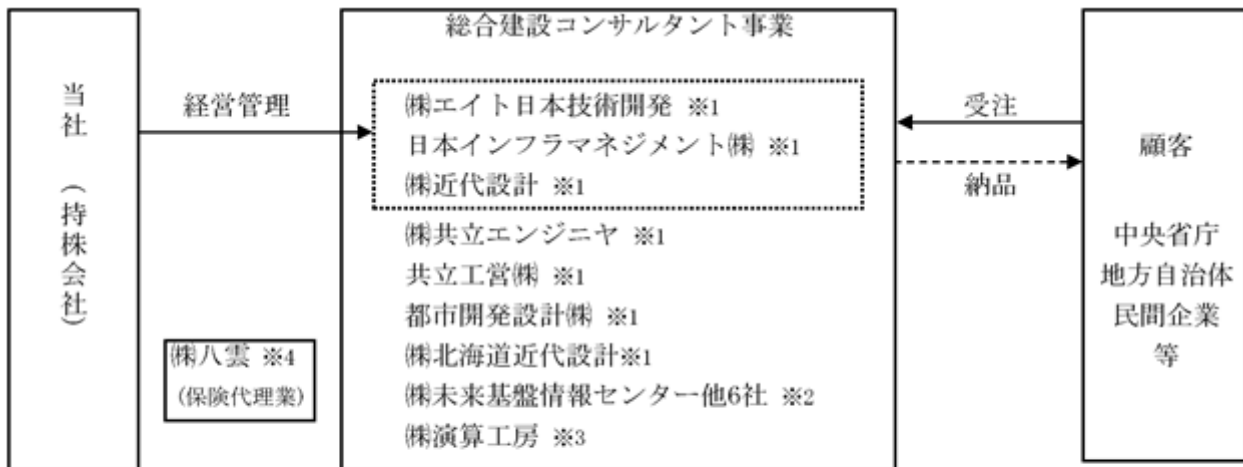 当社（持株会社）
経営管理
㈱八雲 ※4
（保険代理業）
総合建設コンサルタント事業
㈱エイト日本技術開発 ※1
日本インフラマネジメント㈱ ※1
㈱近代設計 ※1
㈱共立エンジニヤ ※1
共立工営㈱ ※1
都市開発設計㈱ ※1
㈱北海道近代設計※1
㈱未来基盤情報センター他6社 ※2
㈱演算工房 ※3
受注
納品
顧客
中央省庁
地方自治体
民間企業
等